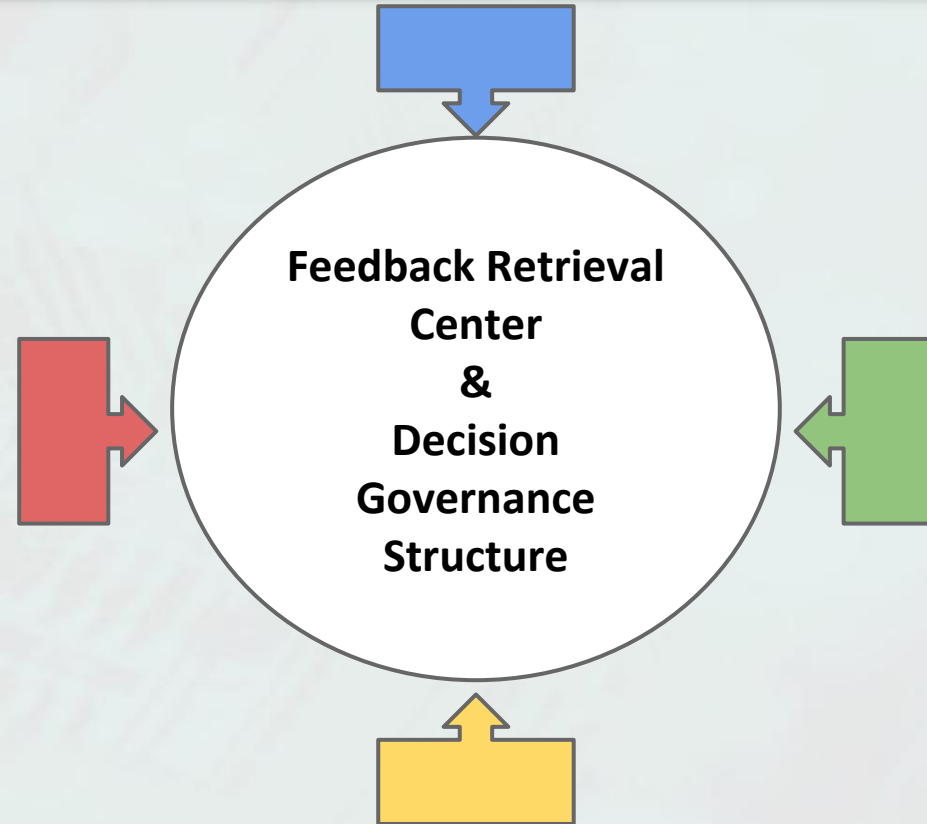 Feedback Retrieval
Center
&
Decision
Governance
Structure